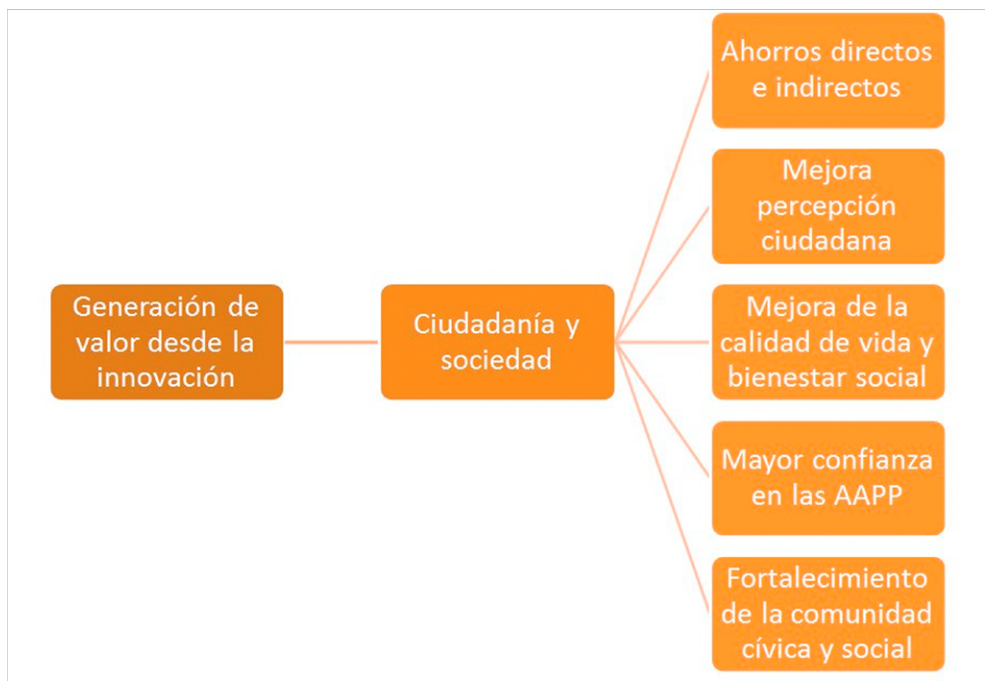 Generación de
valor desde la
innovación
Ciudadanía y
sociedad
Ahorros directos
e indirectos
Mejora
percepción
ciudadana
Mejora de la
calidad de vida y
bienestar social
Mayor confianza
en las AAPP
Fortalecimiento
de la comunidad
cívica y social